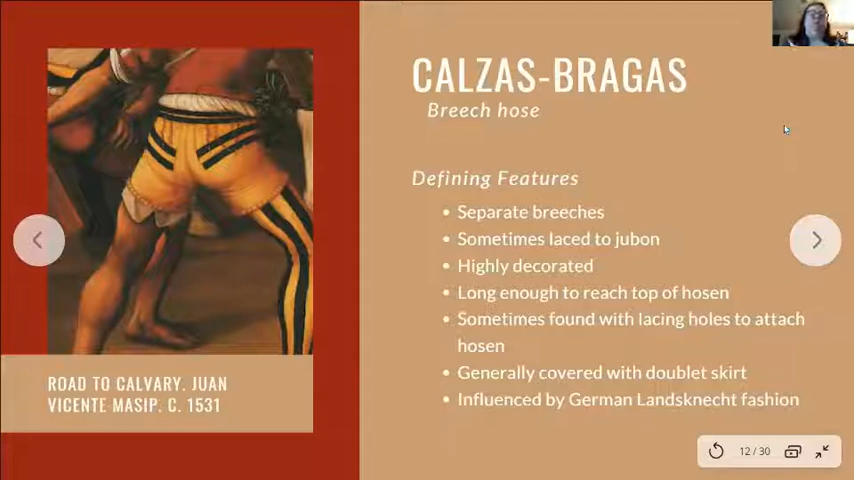 CALZAS-BRAGAS
Breech hose
Defining Features
• Separate breeches
• Sometimes laced to jubon
• Highly decorated
• Long enough to reach top of hosen
• Sometimes found with lacing holes to attach
hosen
• Generally covered with doublet skirt
• Influenced by German Landsknecht fashion
ROAD TO CALVARY. JUAN
VICENTE MASIP. C. 1531
12 / 30